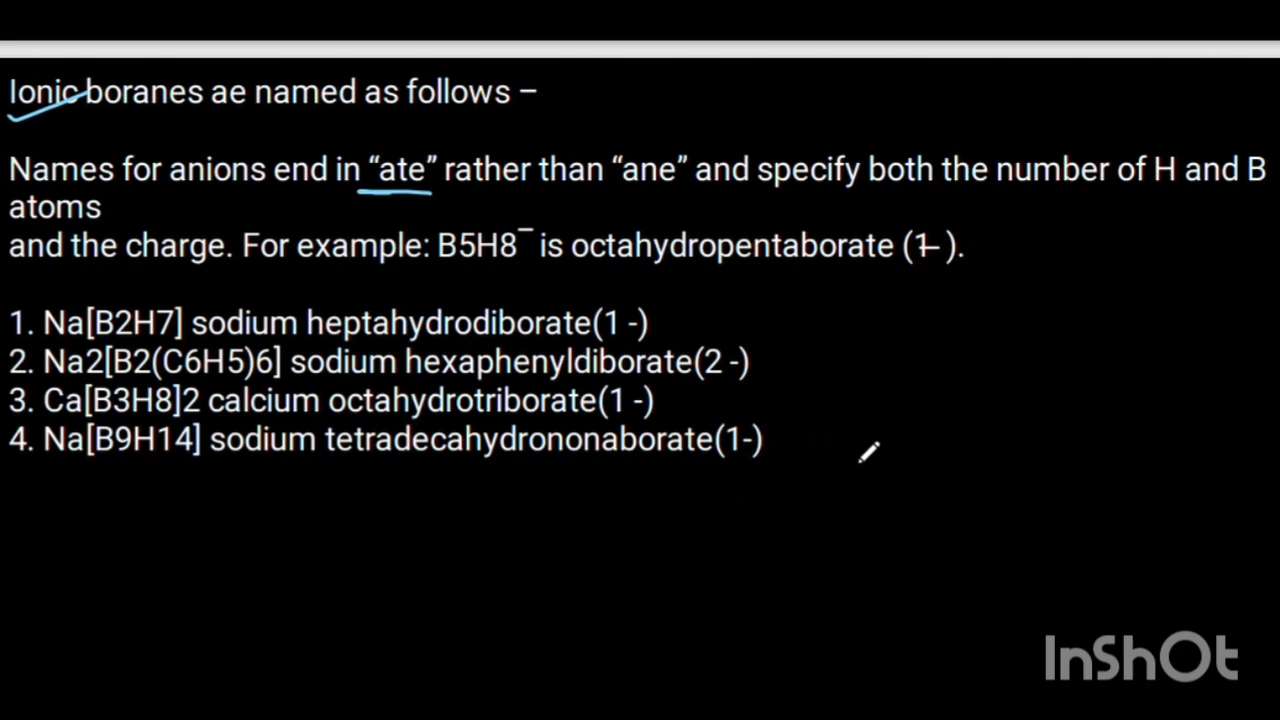 Ionic boranes ae named as follows –
Names for anions end in “ate” rather than “ane” and specify both the number of H and B
atoms
and the charge. For example: B5H8¯ is octahydropentaborate (1– ).
1. Na[B2H7] sodium heptahydrodiborate(1 -)
2. Na2[B2(C6H5)6] sodium hexaphenyldiborate(2 -)
3. Ca[B3H8]2 calcium octahydrotriborate(1 -)
4. Na[B9H14] sodium tetradecahydrononaborate(1-)
InShOt